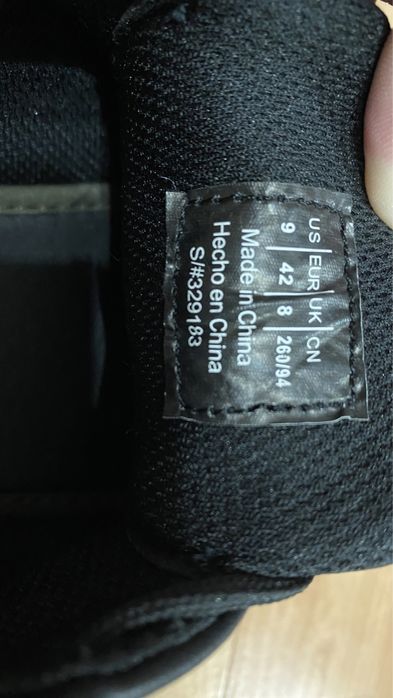 US | EUR | UK | CN
9 | 42 | 8 | 260/94
Made in China
Hecho en China
S/#329183